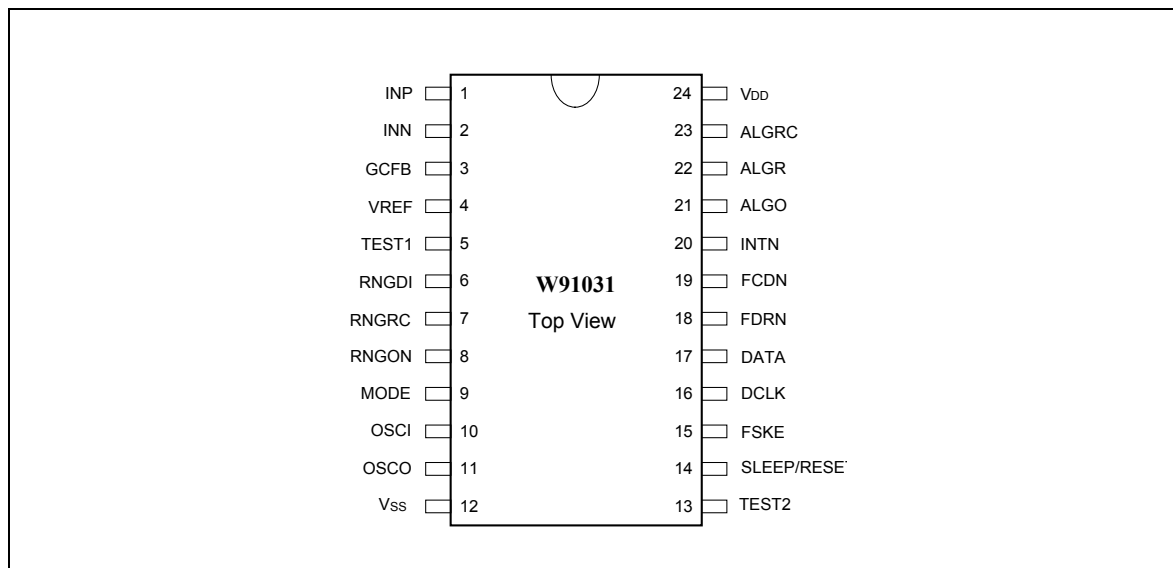 INP 1 24 VDD
INN 2 23 ALGRC
GCFB 3 22 ALGR
VREF 4 21 ALGO
TEST1 5 20 INTN
RNGDI 6 W91031 19 FCDN
RNGRC 7 Top View 18 FDRN
RNGON 8 17 DATA
MODE 9 16 DCLK
OSCI 10 15 FSKE
OSCO 11 14 SLEEP/RESE
VSS 12 13 TEST2